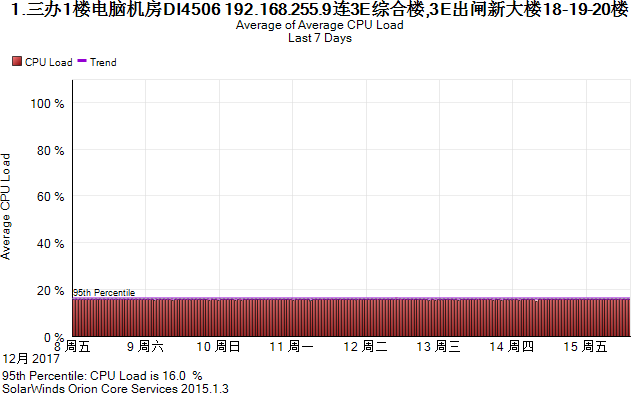 1.三办1楼电脑机房DI4506 192.168.255.9连3E综合楼,3E出闸新大楼18-19-20楼
Average of Average CPU Load
Last 7 Days
CPU Load Trend
100 %
80 %
60 %
40 %
20 %
0 %
Average CPU Load
95th Percentile
8 周五 9 周六 10 周日 11 周一 12 周二 13 周三 14 周四 15 周五
12月 2017
95th Percentile: CPU Load is 16.0 %
SolarWinds Orion Core Services 2015.1.3